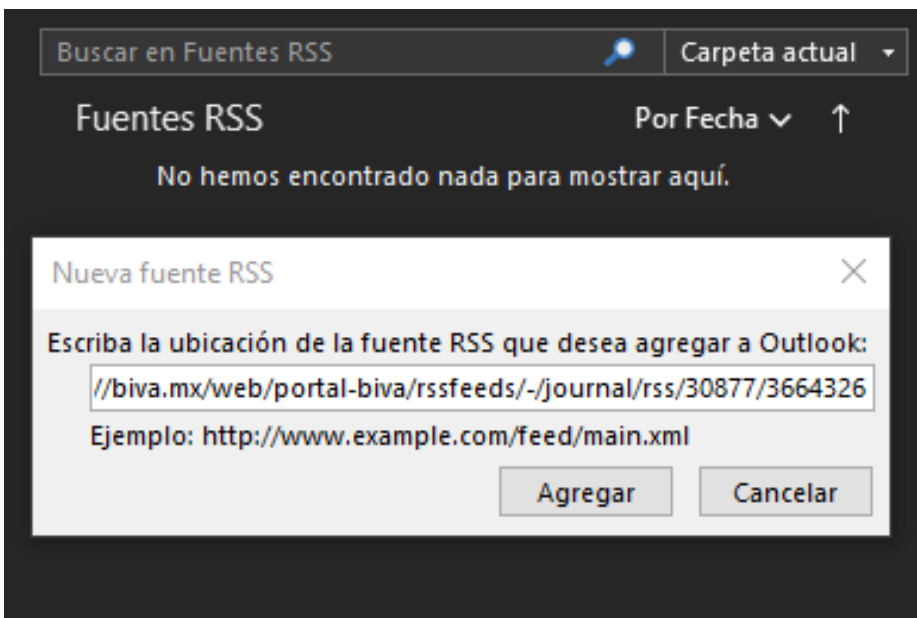 Buscar en Fuentes RSS
Carpeta actual
Fuentes RSS
Por Fecha
No hemos encontrado nada para mostrar aquí.
Nueva fuente RSS
Escriba la ubicación de la fuente RSS que desea agregar a Outlook:
//biva.mx/web/portal-biva/rssfeeds/-/journal/rss/30877/3664326
Ejemplo: http://www.example.com/feed/main.xml
Agregar
Cancelar